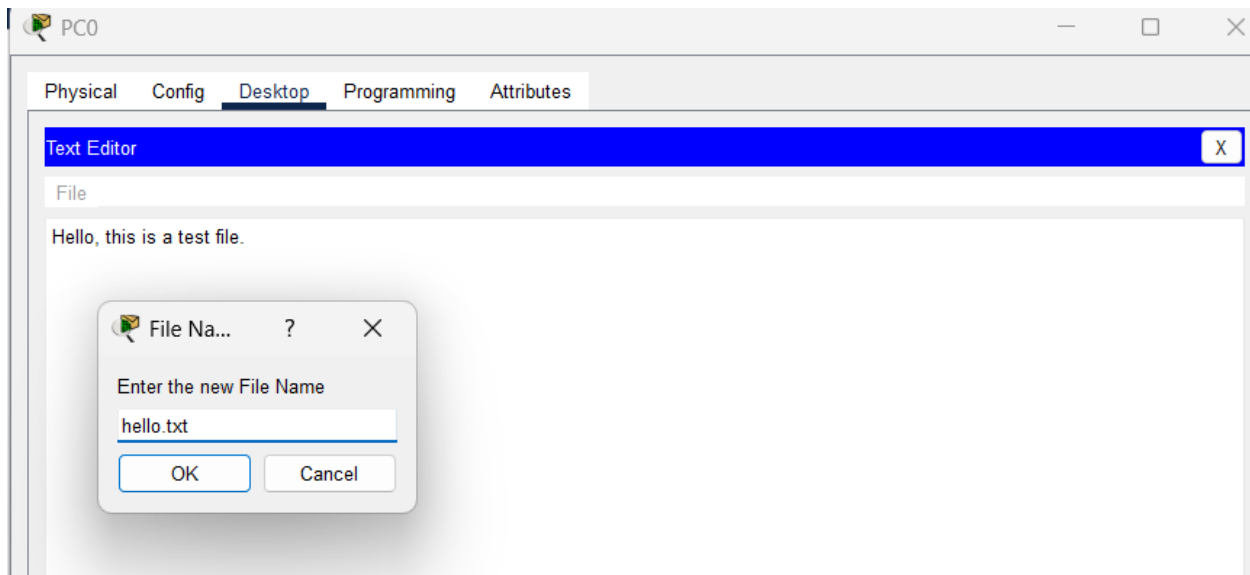 PC0
Physical Config Desktop Programming Attributes
Text Editor X
File
Hello, this is a test file.
File Na... ?
Enter the new File Name
hello.txt
OK Cancel